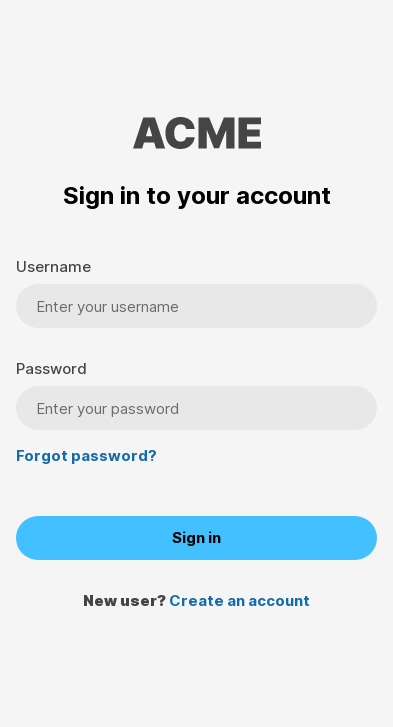 ACME
Sign in to your account
Username
Enter your username
Password
Enter your password
Forgot password?
Sign in
New user? Create an account